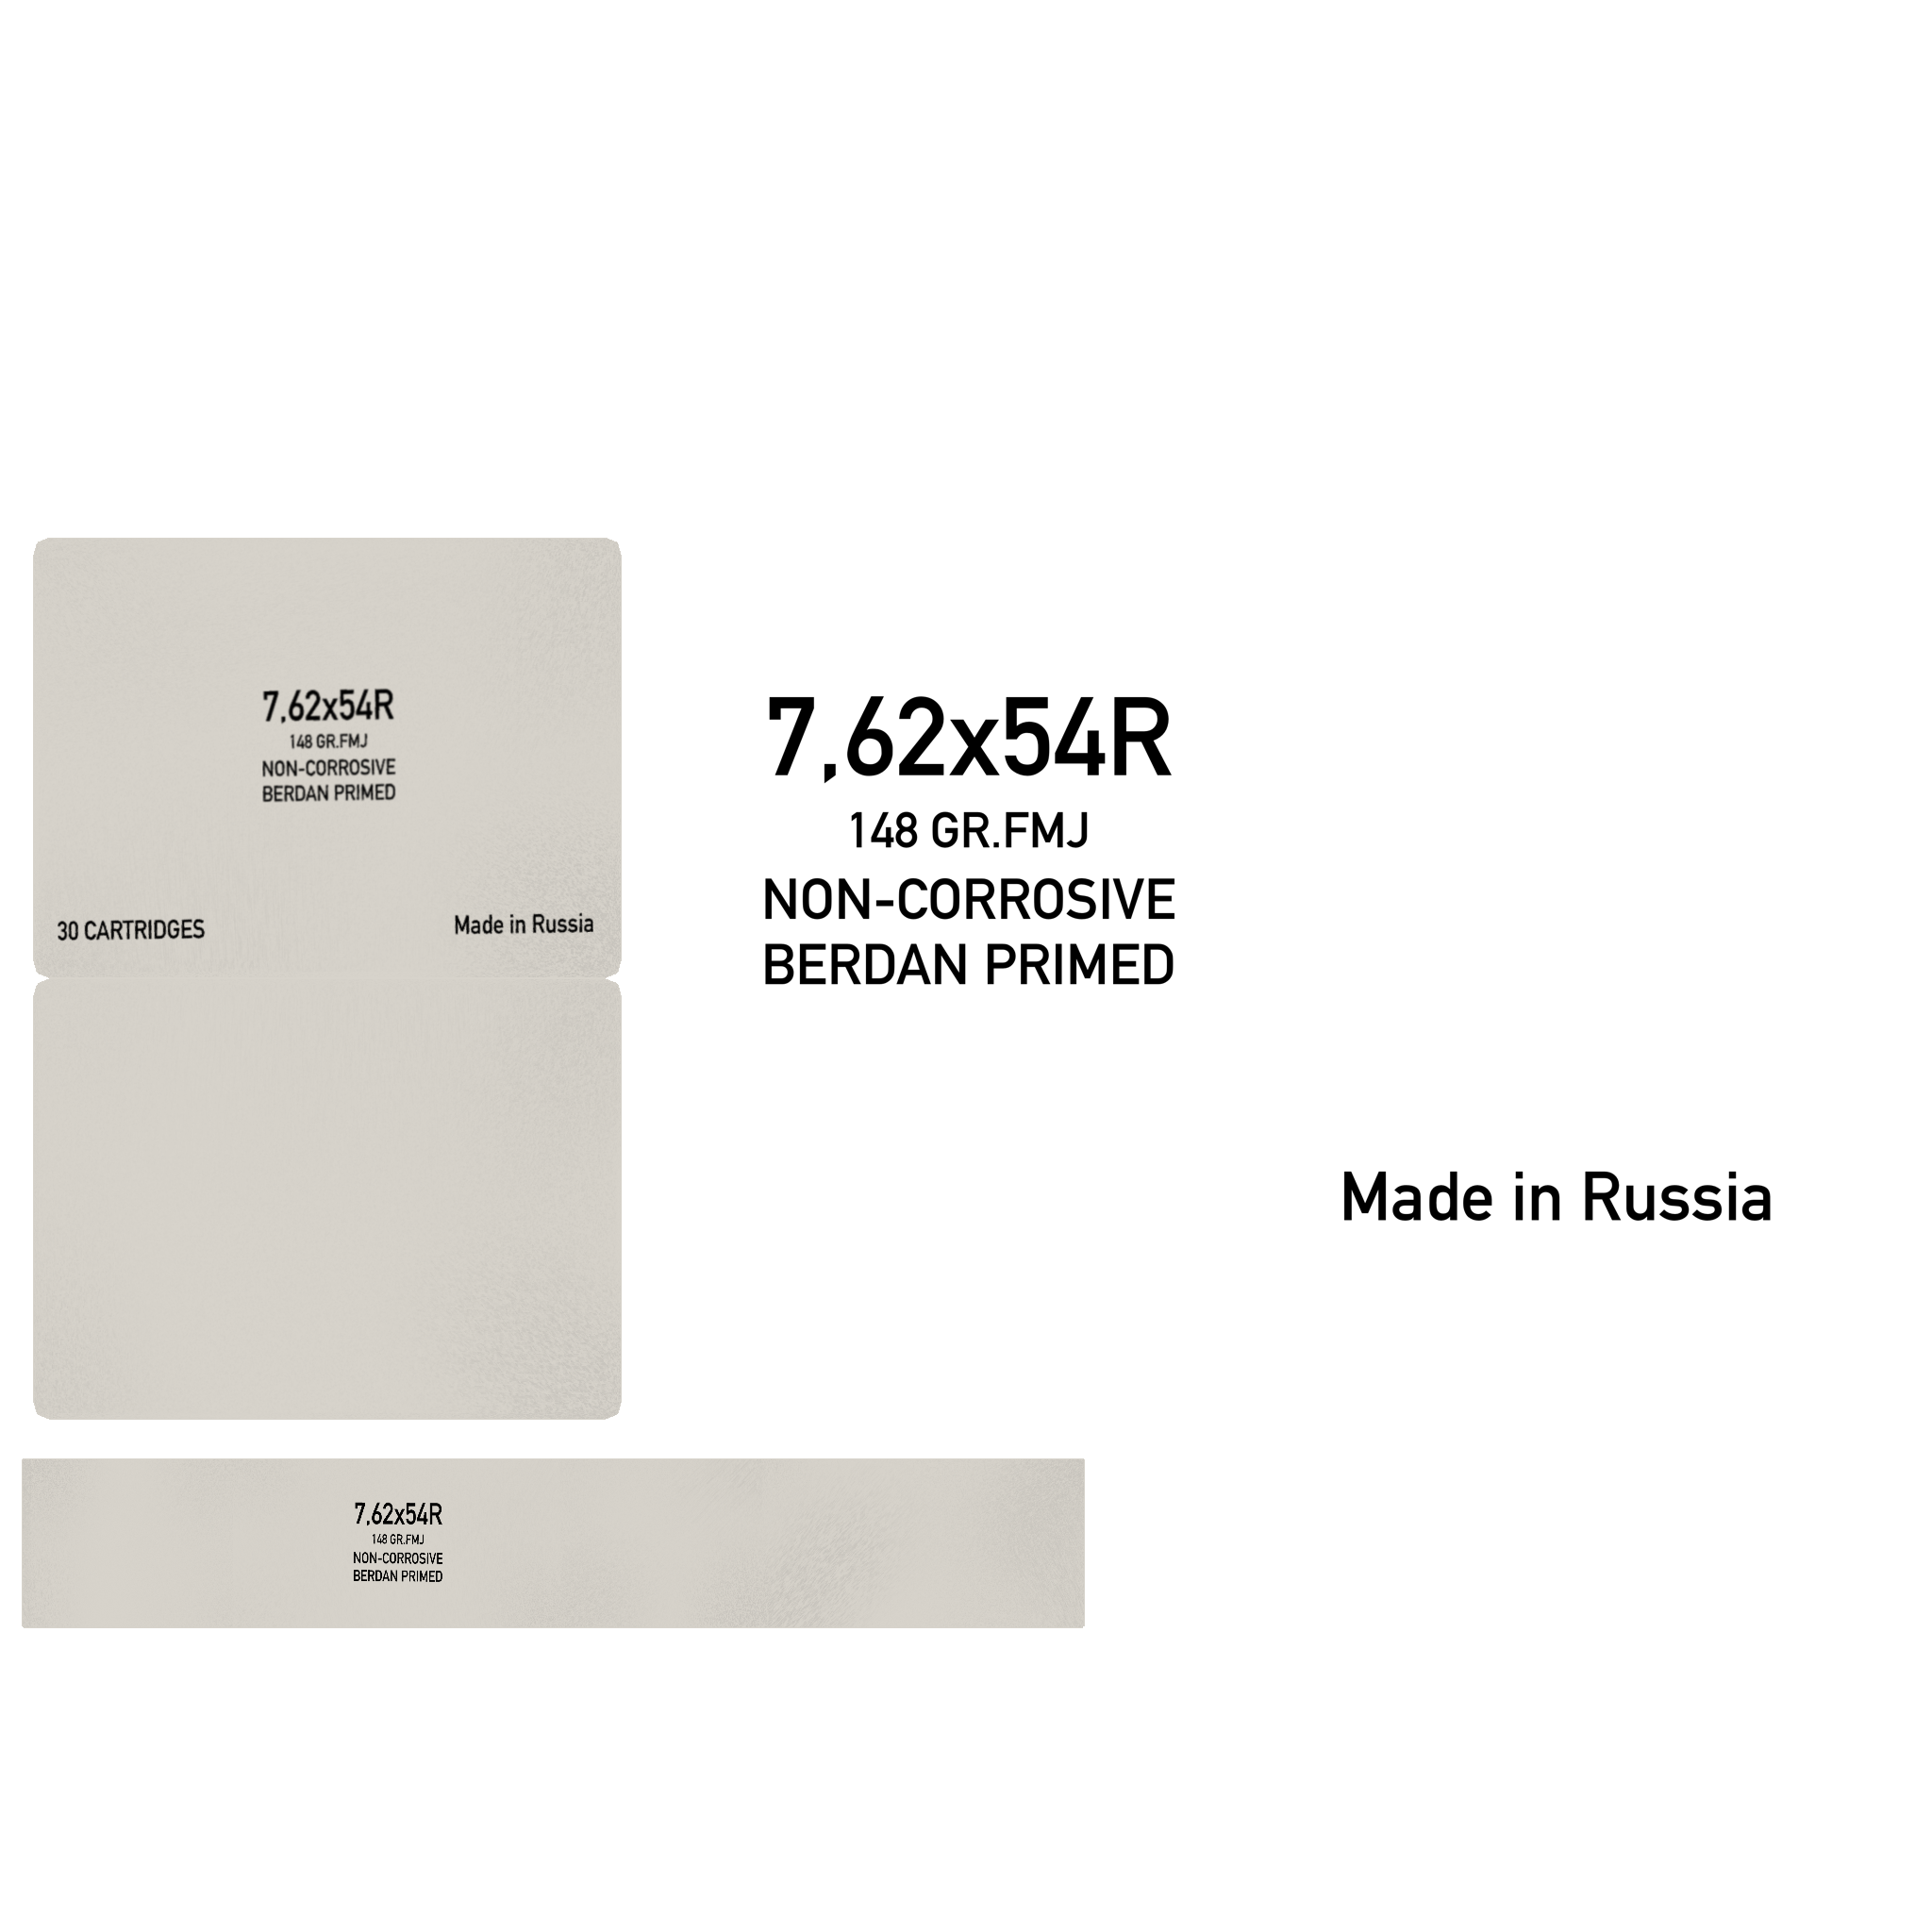 7,62x54R
148 GR.FMJ
NON-CORROSIVE
BERDAN PRIMED
30 CARTRIDGES
Made in Russia
7,62x54R
148 GR.FMJ
NON-CORROSIVE
BERDAN PRIMED
Made in Russia
7,62x54R
148 GR.FMJ
NON-CORROSIVE
BERDAN PRIMED